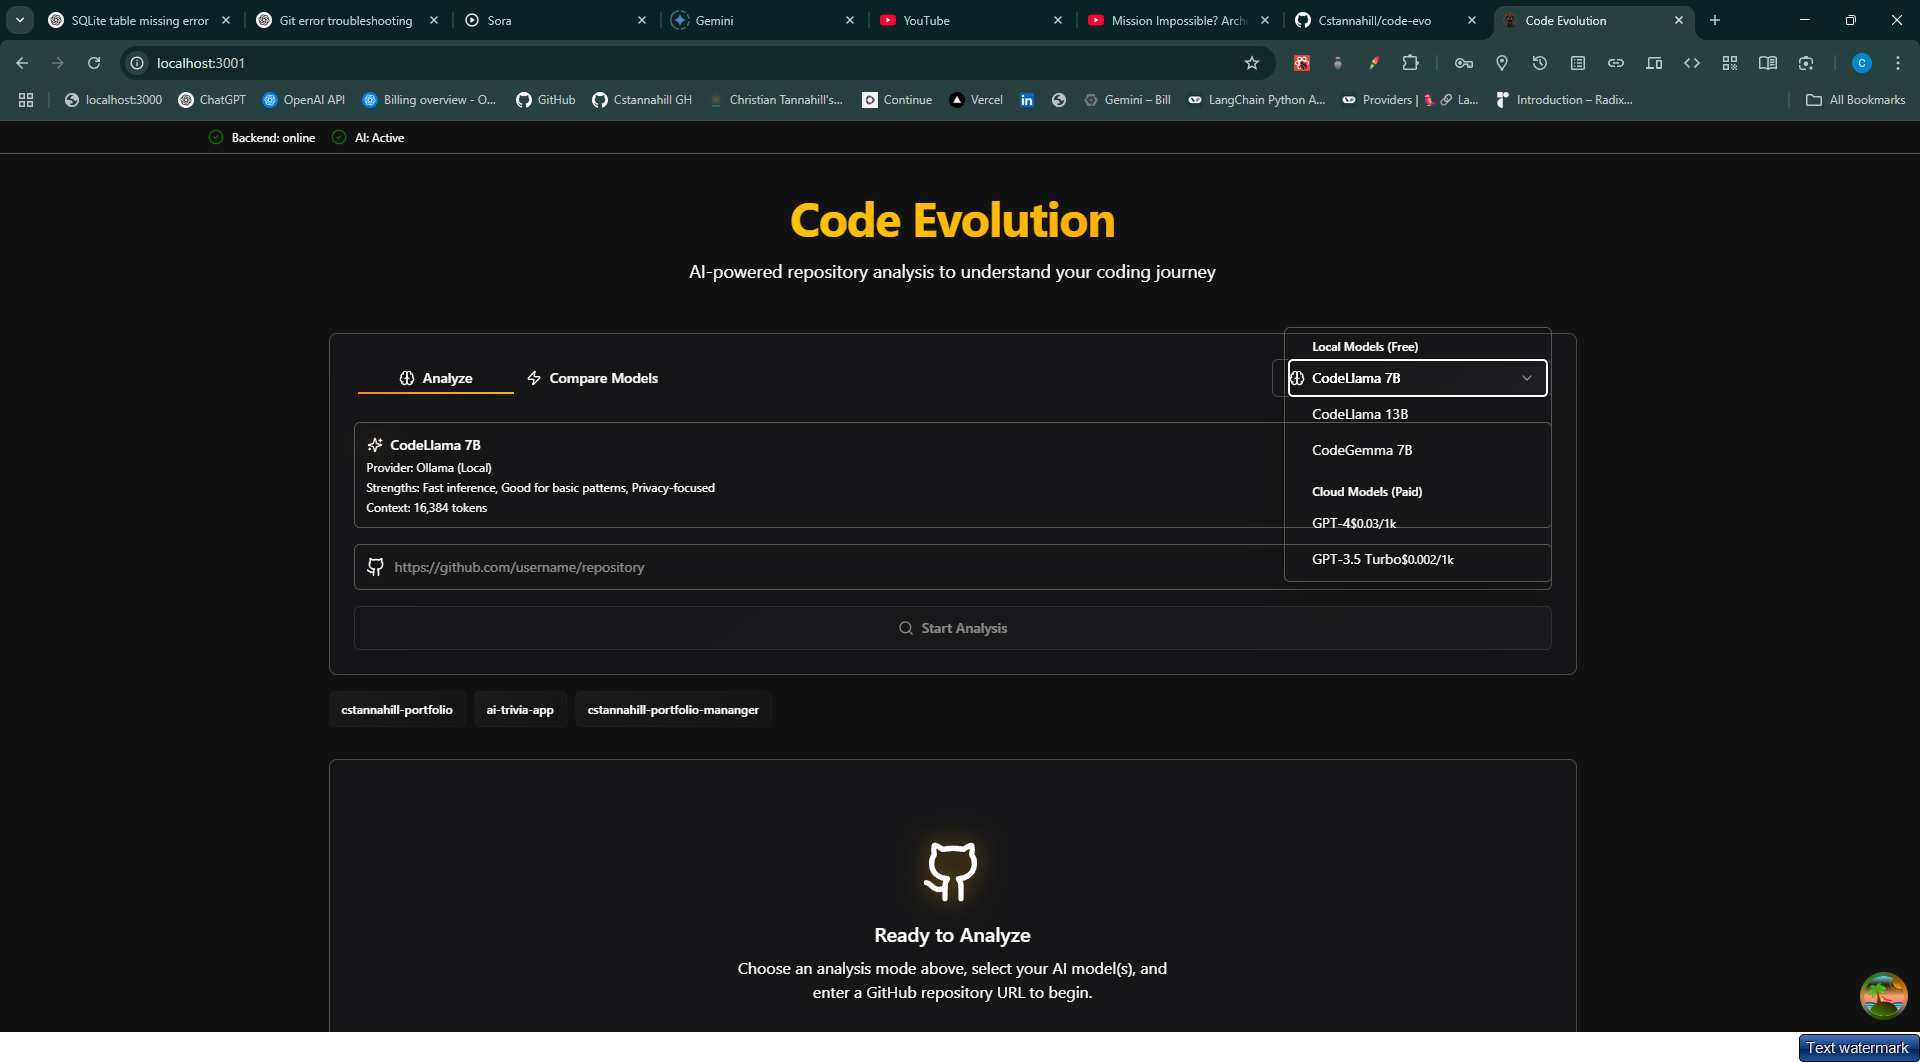 SQLite table missing error
Git error troubleshooting
Sora
Gemini
YouTube
Mission Impossible? Arch
Cstannahill/code-evo
Code Evolution
localhost:3001
C
localhost:3000
ChatGPT
OpenAI API
Billing overview - O...
GitHub
Cstannahill GH
Christian Tannahill's...
Continue
Vercel
in
Gemini – Bill
LangChain Python A...
Providers | 🦜🔗 La...
Introduction – Radix...
All Bookmarks
Backend: online
AI: Active
Code Evolution
AI-powered repository analysis to understand your coding journey
Analyze
Compare Models
Local Models (Free)
CodeLlama 7B
CodeLlama 13B
CodeGemma 7B
Cloud Models (Paid)
GPT-4$0.03/1k
GPT-3.5 Turbo$0.002/1k
CodeLlama 7B
Provider: Ollama (Local)
Strengths: Fast inference, Good for basic patterns, Privacy-focused
Context: 16,384 tokens
https://github.com/username/repository
Start Analysis
cstannahill-portfolio
ai-trivia-app
cstannahill-portfolio-mananger
Ready to Analyze
Choose an analysis mode above, select your AI model(s), and
enter a GitHub repository URL to begin.
Text watermark